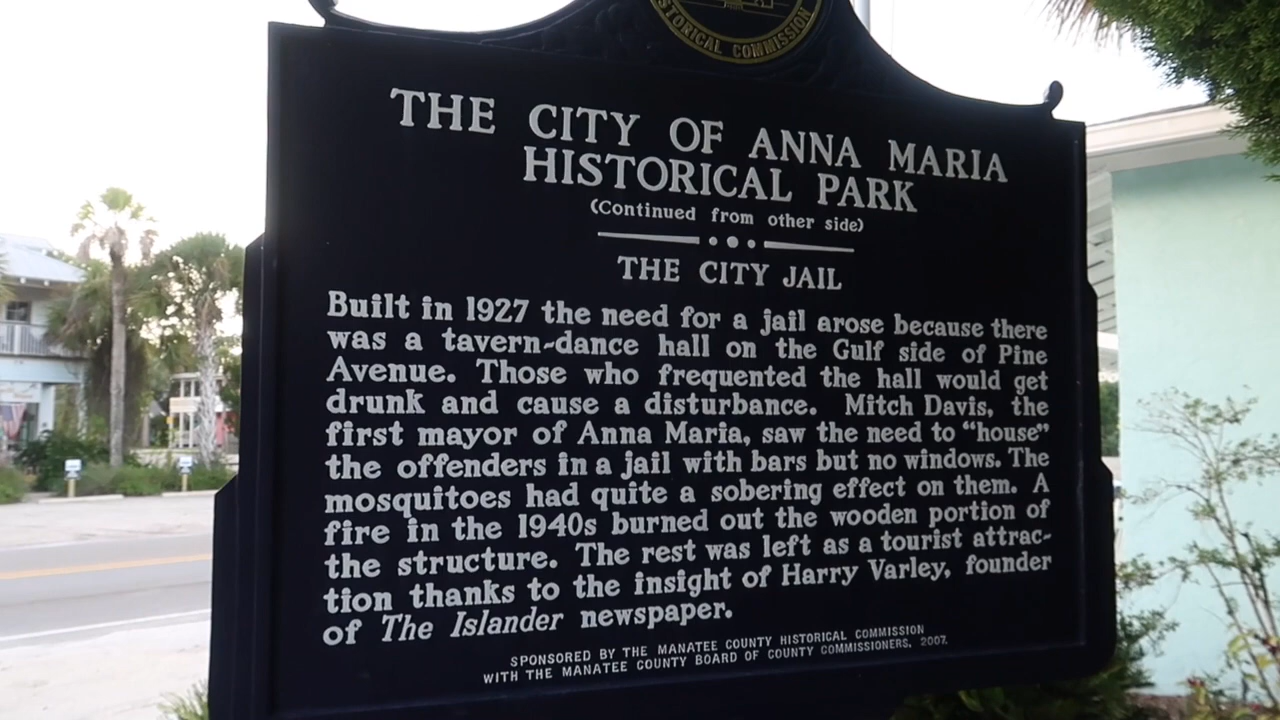 STORICAL COMMISSION
THE CITY OF ANNA MARIA
HISTORICAL PARK
(Continued from other side)
THE CITY JAIL
Built in 1927 the need for a jail arose because there
was a tavern-dance hall on the Gulf side of Pine
Avenue. Those who frequented the hall would get
drunk and cause a disturbance. Mitch Davis, the
first mayor of Anna Maria, saw the need to “house”
the offenders in a jail with bars but no windows. The
mosquitoes had quite a sobering effect on them. A
fire in the 1940s burned out the wooden portion of
the structure. The rest was left as a tourist attrac-
tion thanks to the insight of Harry Varley, founder
of The Islander newspaper.
SPONSORED BY THE MANATEE COUNTY HISTORICAL COMMISSION
WITH THE MANATEE COUNTY BOARD OF COUNTY COMMISSIONERS, 2007.